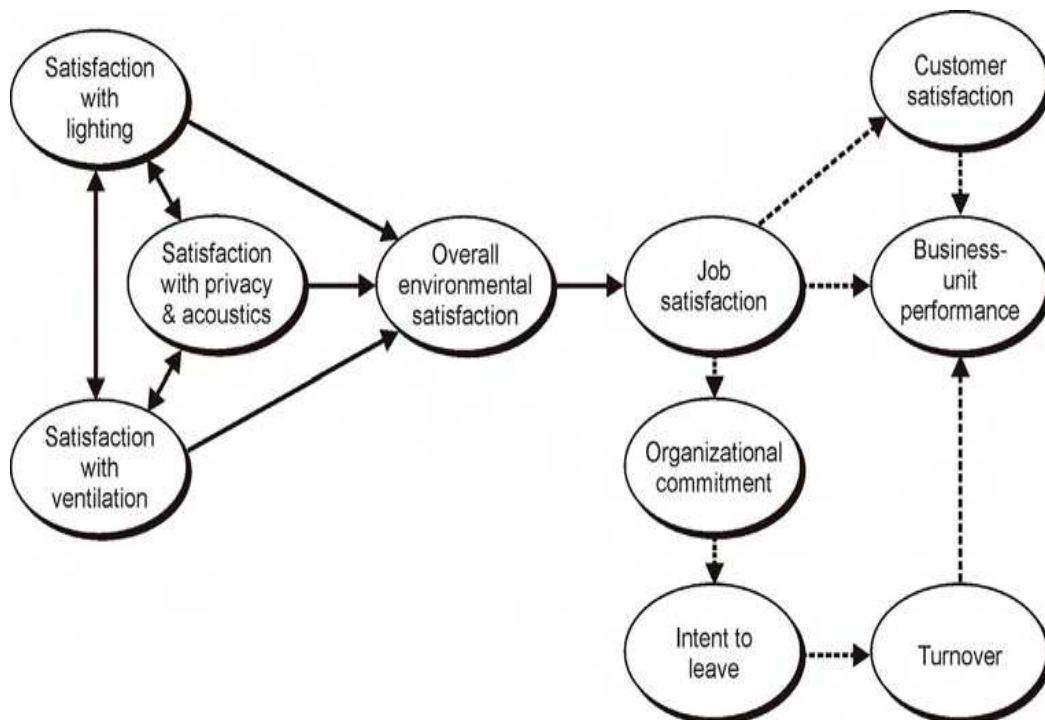 Satisfaction
with
lighting
Satisfaction
with privacy
& acoustics
Satisfaction
with
ventilation
Overall
environmental
satisfaction
Job
satisfaction
Organizational
commitment
Intent to
leave
Customer
satisfaction
Business-
unit
performance
Turnover